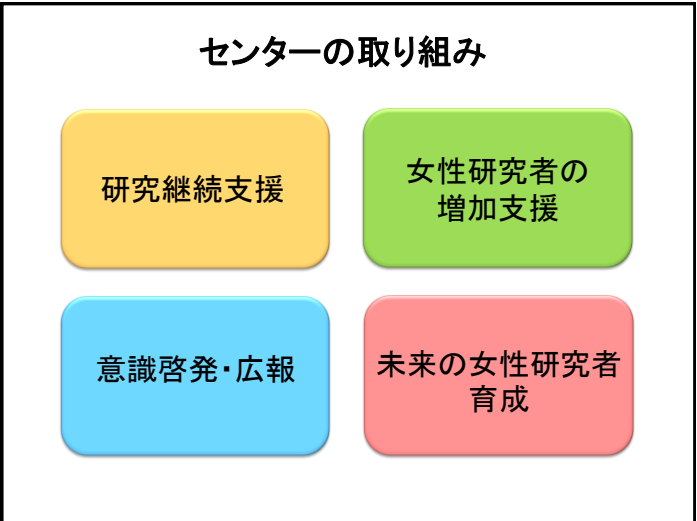 センターの取り組み
研究継続支援
女性研究者の
増加支援
意識啓発・広報
未来の女性研究者
育成